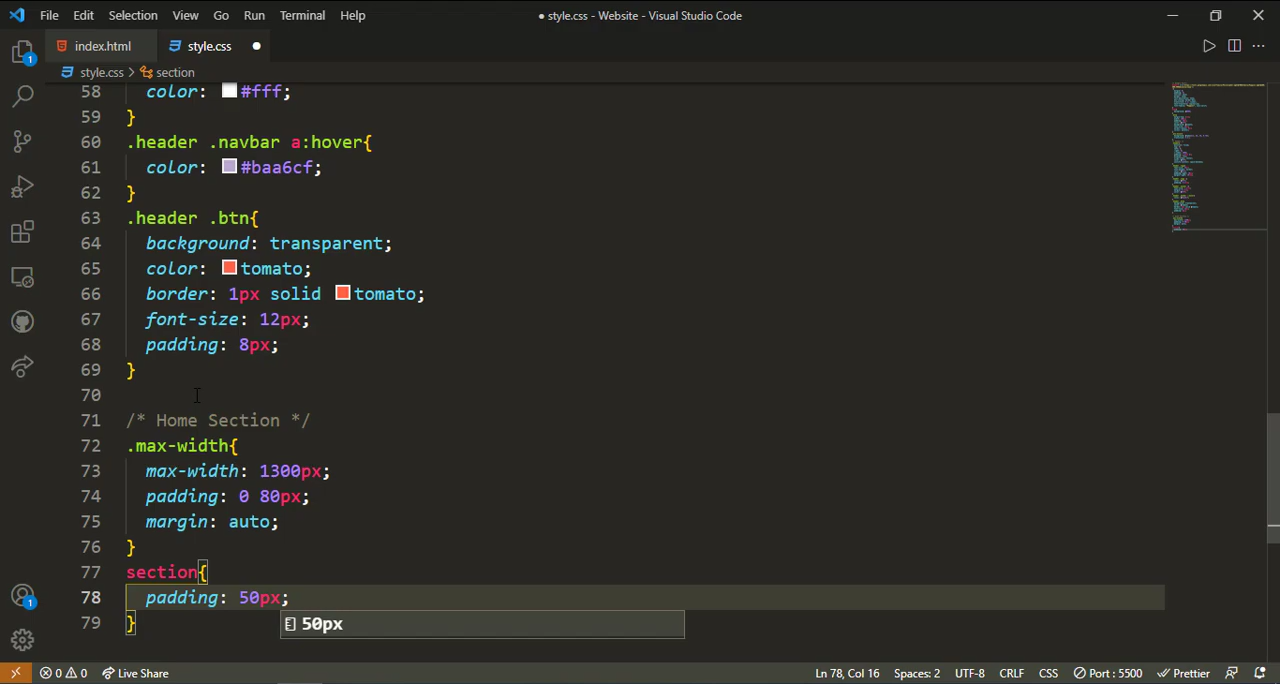 File Edit Selection View Go Run Terminal Help
● style.css - Website - Visual Studio Code
index.html style.css ●
style.css > section
58 color: #fff;
59 }
60 .header .navbar a:hover{
61 color: #baa6cf;
62 }
63 .header .btn{
64 background: transparent;
65 color: tomato;
66 border: 1px solid tomato;
67 font-size: 12px;
68 padding: 8px;
69 }
70
71 /* Home Section */
72 .max-width{
73 max-width: 1300px;
74 padding: 0 80px;
75 margin: auto;
76 }
77 section{
78 padding: 50px;
79 }
50px
1
1
0 0 Live Share Ln 78, Col 16 Spaces: 2 UTF-8 CRLF CSS Port : 5500 Prettier